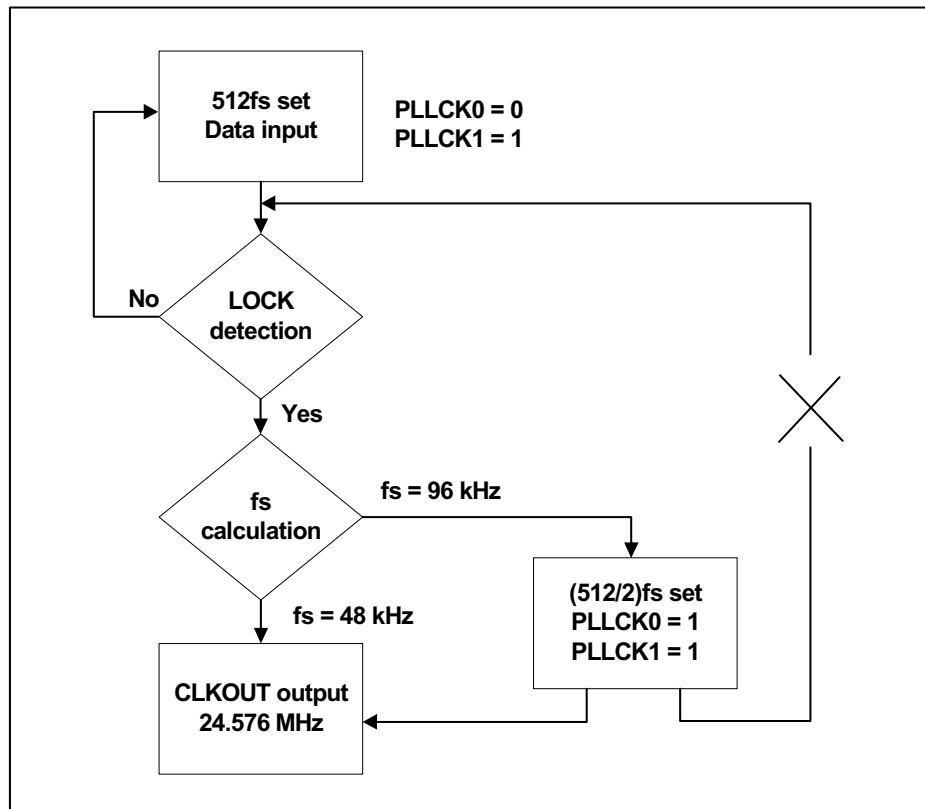 512fs set
Data input
PLLCK0 = 0
PLLCK1 = 1
No
LOCK
detection
Yes
fs
calculation
fs = 96 kHz
(512/2)fs set
PLLCK0 = 1
PLLCK1 = 1
fs = 48 kHz
CLKOUT output
24.576 MHz